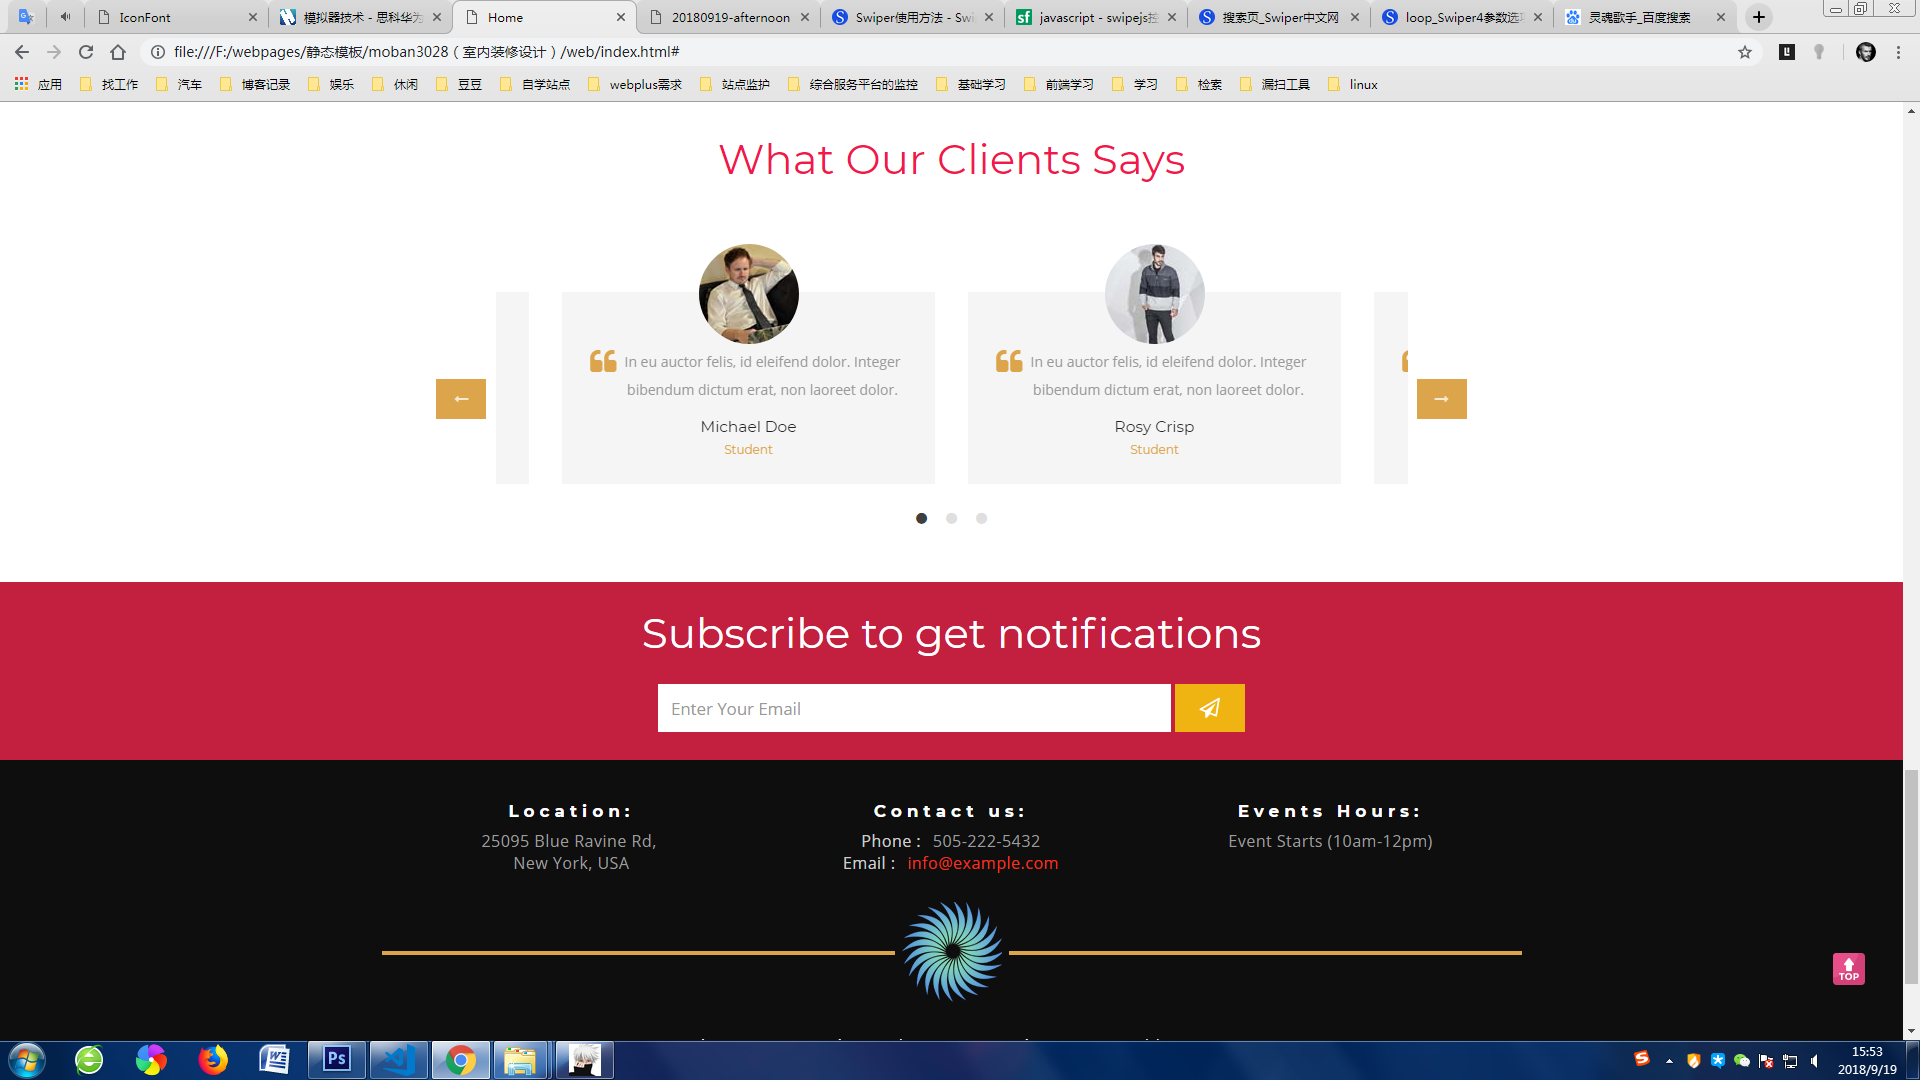 IconFont
模拟器技术 - 思科华为
Home
20180919-afternoon
Swiper使用方法 - Swi
javascript - swipejs控
搜索页_Swiper中文网
loop_Swiper4参数选项
灵魂歌手_百度搜索
file:///F:/webpages/静态模板/moban3028（室内装修设计）/web/index.html#
应用
找工作
汽车
博客记录
娱乐
休闲
豆豆
自学站点
webplus需求
站点监护
综合服务平台的监控
基础学习
前端学习
学习
检索
漏扫工具
linux
What Our Clients Says
In eu auctor felis, id eleifend dolor. Integer
bibendum dictum erat, non laoreet dolor.
Michael Doe
Student
In eu auctor felis, id eleifend dolor. Integer
bibendum dictum erat, non laoreet dolor.
Rosy Crisp
Student
Subscribe to get notifications
Enter Your Email
Location:
25095 Blue Ravine Rd,
New York, USA
Contact us:
Phone : 505-222-5432
Email : info@example.com
Events Hours:
Event Starts (10am-12pm)
TOP
Ps
15:53
2018/9/19